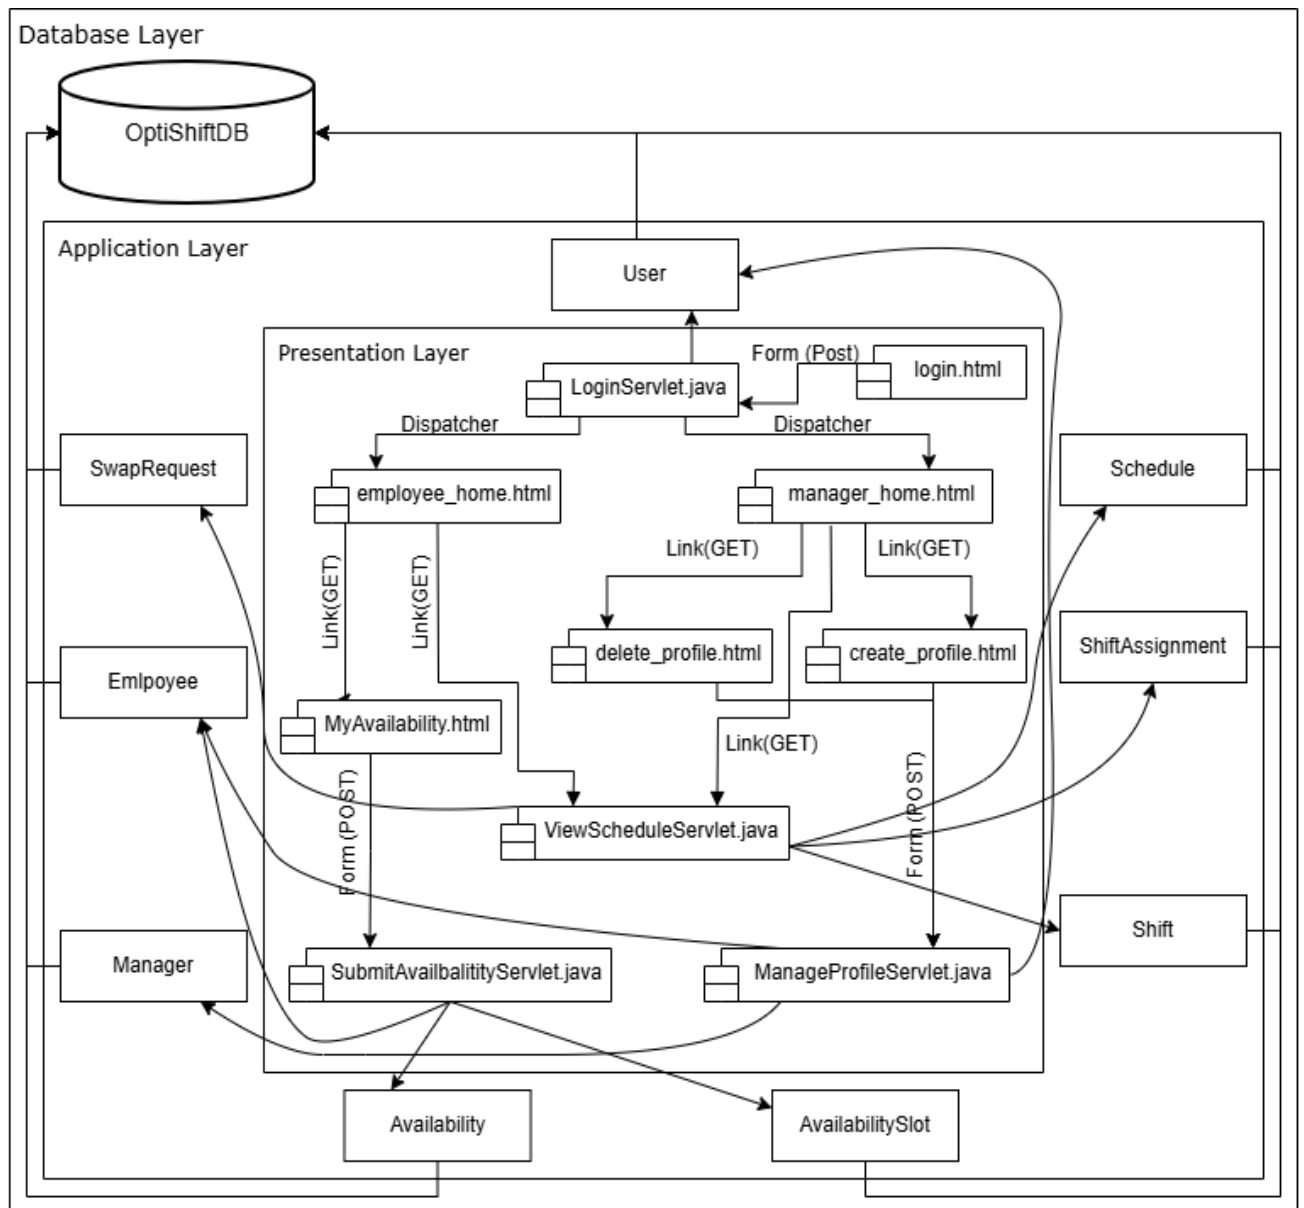 Database Layer
OptiShiftDB
Application Layer
User
Presentation Layer
Form (Post)
login.html
LoginServlet.java
Dispatcher
Dispatcher
SwapRequest
employee_home.html
manager_home.html
Schedule
Link(GET)
Link(GET)
Link(GET)
Link(GET)
delete_profile.html
create_profile.html
ShiftAssignment
Emlpoyee
MyAvailability.html
Link(GET)
Form (POST)
Form (POST)
ViewScheduleServlet.java
Shift
Manager
SubmitAvailbalitityServlet.java
ManageProfileServlet.java
Availability
AvailabilitySlot